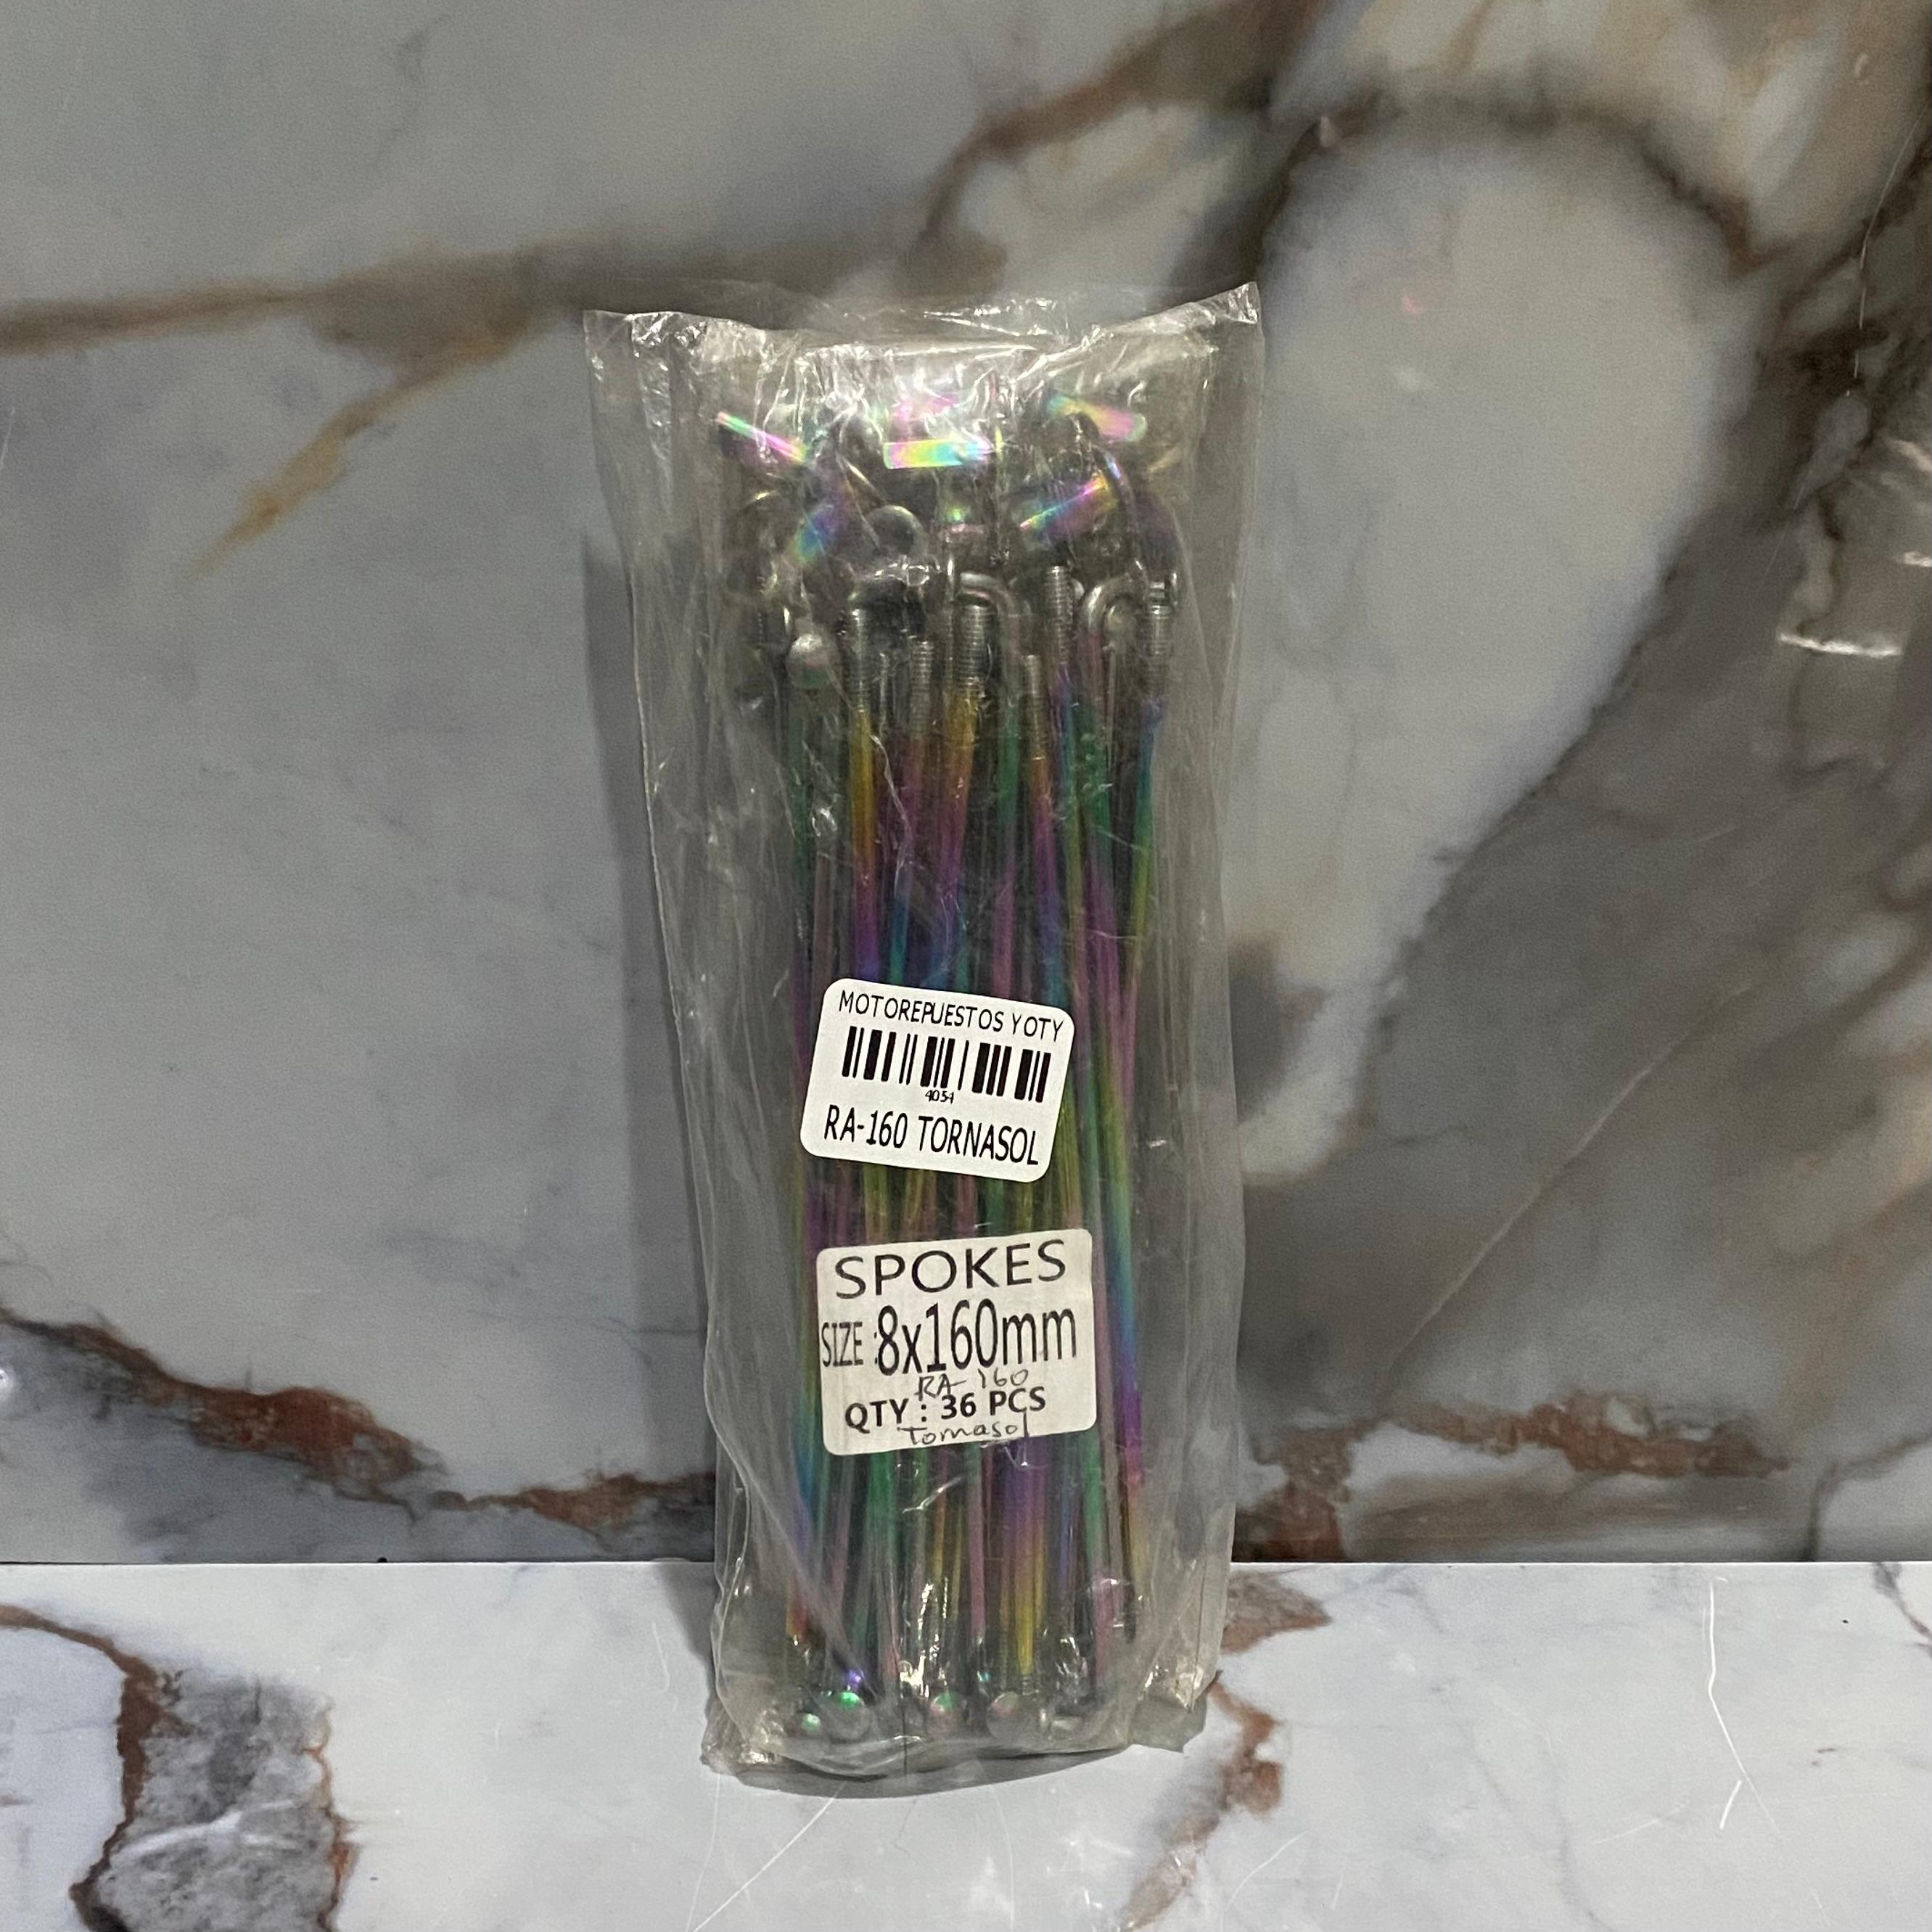 MOTOREPUESTOS YOTY
4054
RA-160 TORNASOL
SPOKES
SIZE :8x160mm
RA-160
QTY : 36 PCS
Tornasol